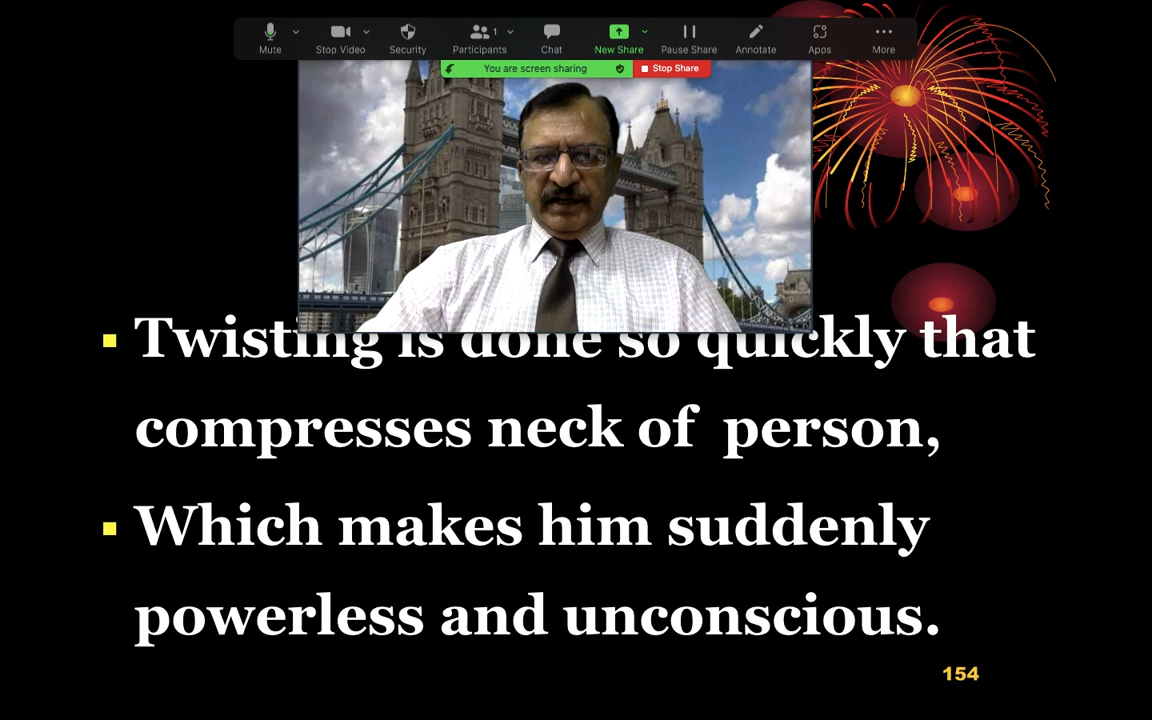 Mute
Stop Video
Security
Participants
1
Chat
New Share
Pause Share
Annotate
Apps
More
You are screen sharing
Stop Share
Twisting is done so quickly that
compresses neck of person,
Which makes him suddenly
powerless and unconscious.
154